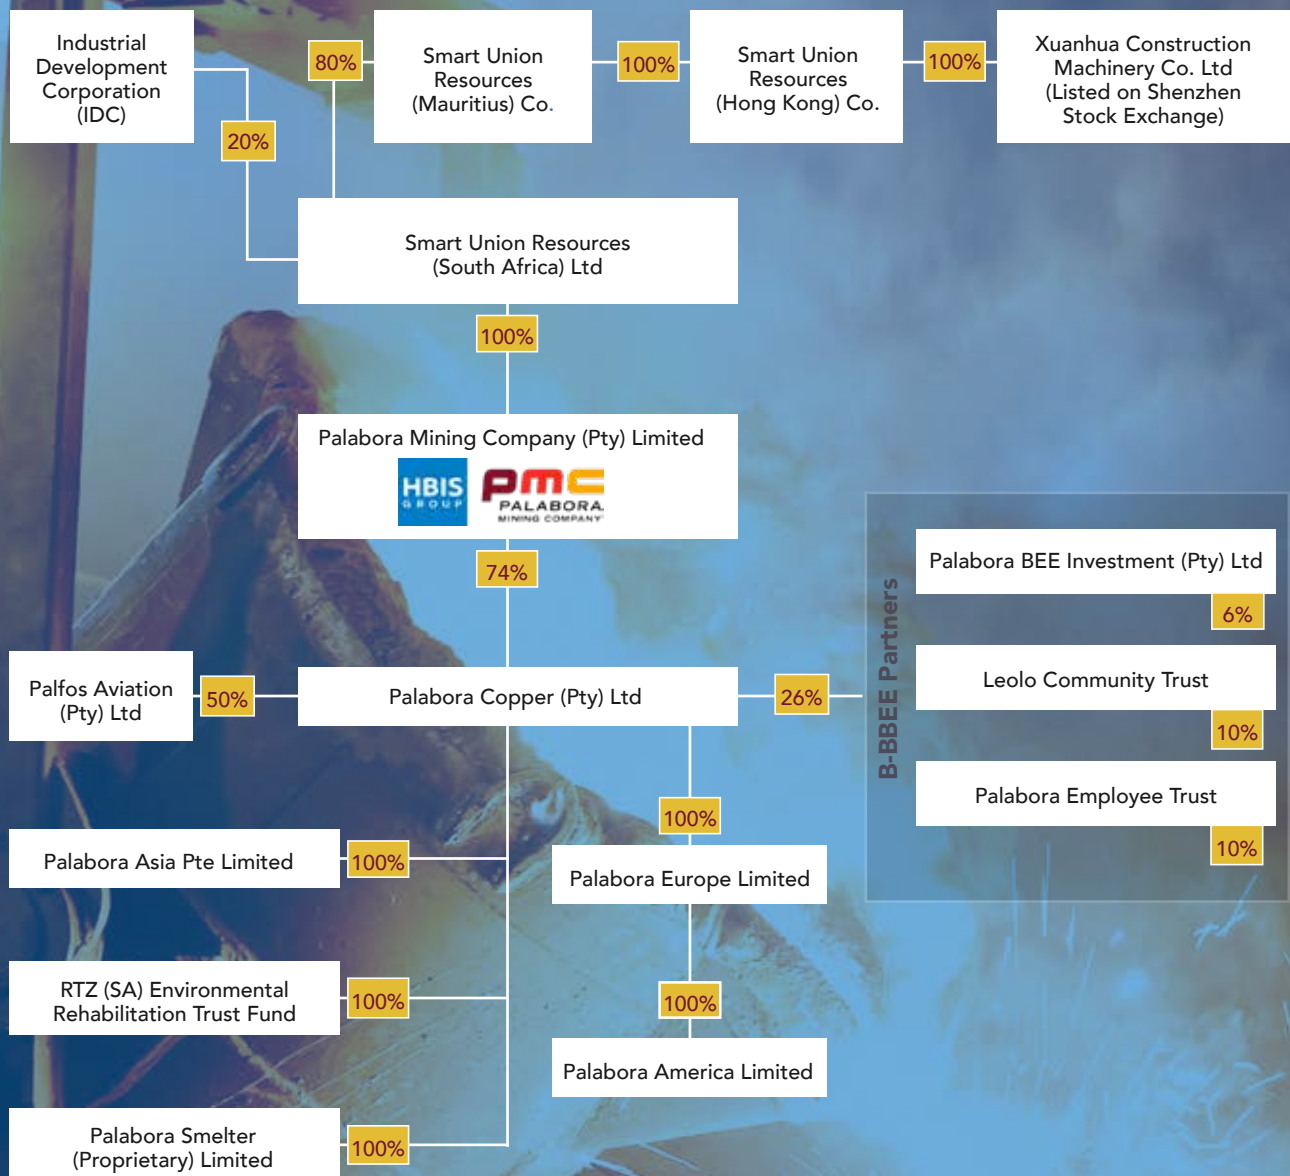 Industrial
Development
Corporation
(IDC)
80%
Smart Union
Resources
(Mauritius) Co.
100%
Smart Union
Resources
(Hong Kong) Co.
100%
Xuanhua Construction
Machinery Co. Ltd
(Listed on Shenzhen
Stock Exchange)
20%
Smart Union Resources
(South Africa) Ltd
100%
Palabora Mining Company (Pty) Limited
HBIS
GROUP
pmc
PALABORA
MINING COMPANY
74%
Palfos Aviation
(Pty) Ltd
50%
Palabora Copper (Pty) Ltd
26%
B-BBEE Partners
Palabora BEE Investment (Pty) Ltd
6%
Leolo Community Trust
10%
Palabora Employee Trust
10%
100%
Palabora Europe Limited
100%
Palabora America Limited
Palabora Asia Pte Limited
100%
RTZ (SA) Environmental
Rehabilitation Trust Fund
100%
Palabora Smelter
(Proprietary) Limited
100%